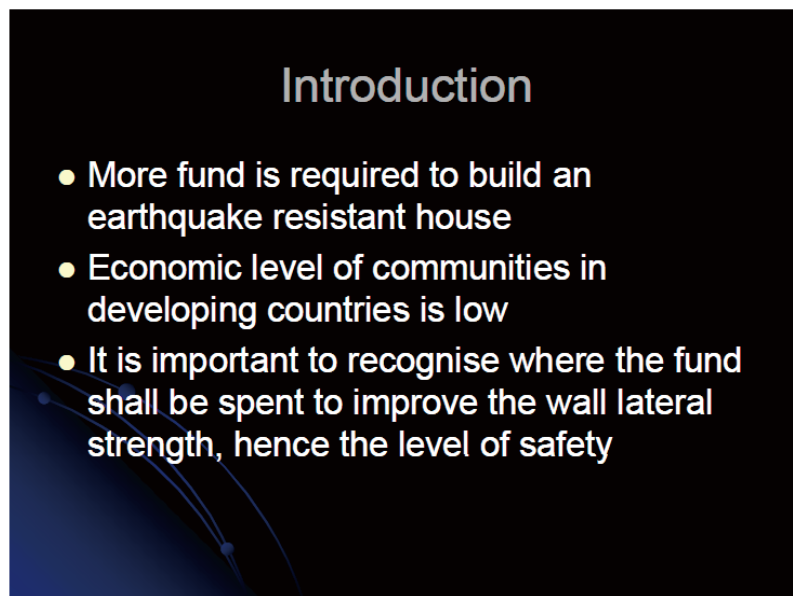 Introduction
More fund is required to build an
earthquake resistant house
Economic level of communities in
developing countries is low
It is important to recognise where the fund
shall be spent to improve the wall lateral
strength, hence the level of safety